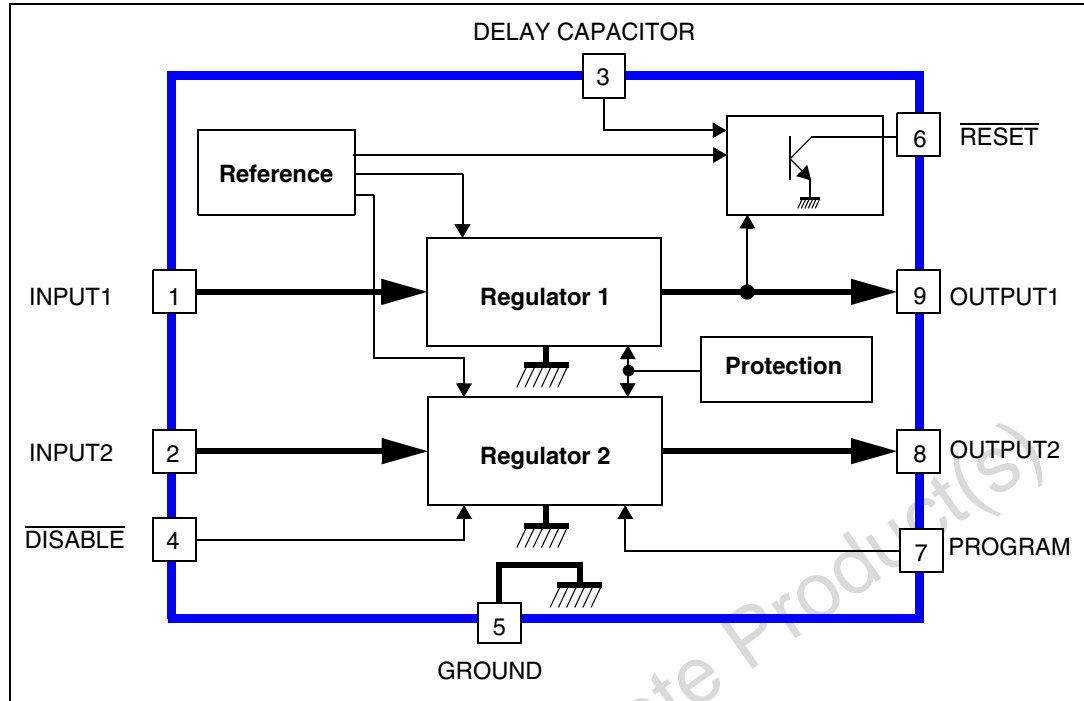 DELAY CAPACITOR
3
6
RESET
Reference
INPUT1
1
Regulator 1
9
OUTPUT1
Protection
INPUT2
2
Regulator 2
8
OUTPUT2
DISABLE
4
7
PROGRAM
5
GROUND
Product(s)